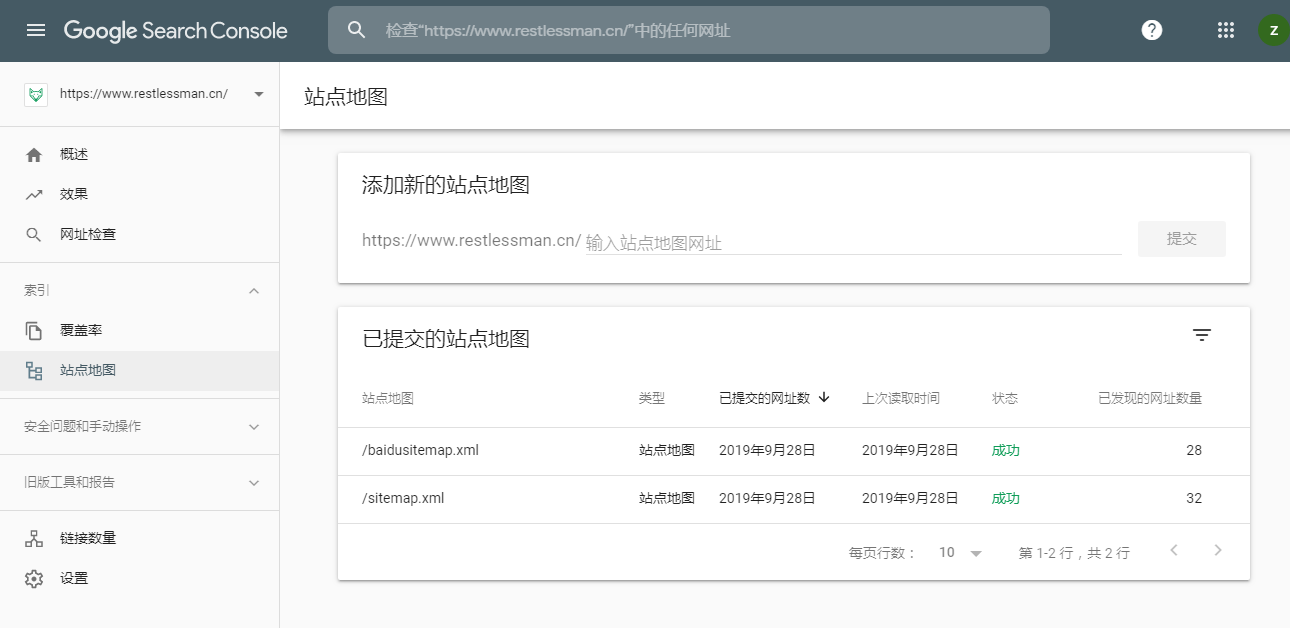 Google Search Console
检查“https://www.restlessman.cn/”中的任何网址
?
z
https://www.restlessman.cn/
站点地图
概述
效果
网址检查
索引
覆盖率
站点地图
安全问题和手动操作
旧版工具和报告
链接数量
设置
添加新的站点地图
https://www.restlessman.cn/ 输入站点地图网址 提交
已提交的站点地图
站点地图 类型 已提交的网址数 上次读取时间 状态 已发现的网址数量
/baidusitemap.xml 站点地图 2019年9月28日 2019年9月28日 成功 28
/sitemap.xml 站点地图 2019年9月28日 2019年9月28日 成功 32
每页行数： 10 第 1-2 行，共 2 行